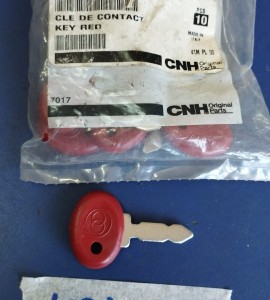 CLE DE CONTACT
KEY RED
PCS
10
MADE IN
ITALY
CNH Original
Parts
7017
CNH Original
Parts